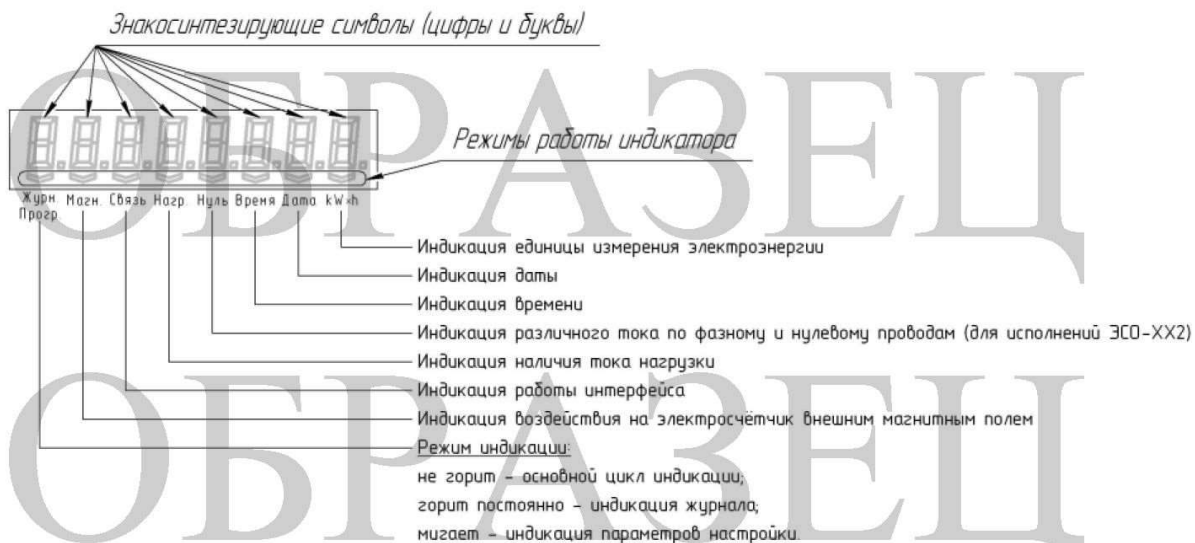 Знакосинтезирующие символы (цифры и буквы)
ОБРАЗЕЦ
Режимы работы индикатора
Журн. Магн. Связь Нагр. Нуль Время Дата kW×h
Прогр.
Индикация единицы измерения электроэнергии
Индикация даты
Индикация времени
Индикация различного тока по фазному и нулевому проводам (для исполнений ЭСО-ХХ2)
Индикация наличия тока нагрузки
Индикация работы интерфейса
ОБРАЗЕЦ
Индикация воздействия на электросчётчик внешним магнитным полем
Режим индикации:
не горит - основной цикл индикации;
горит постоянно - индикация журнала;
мигает - индикация параметров настройки.